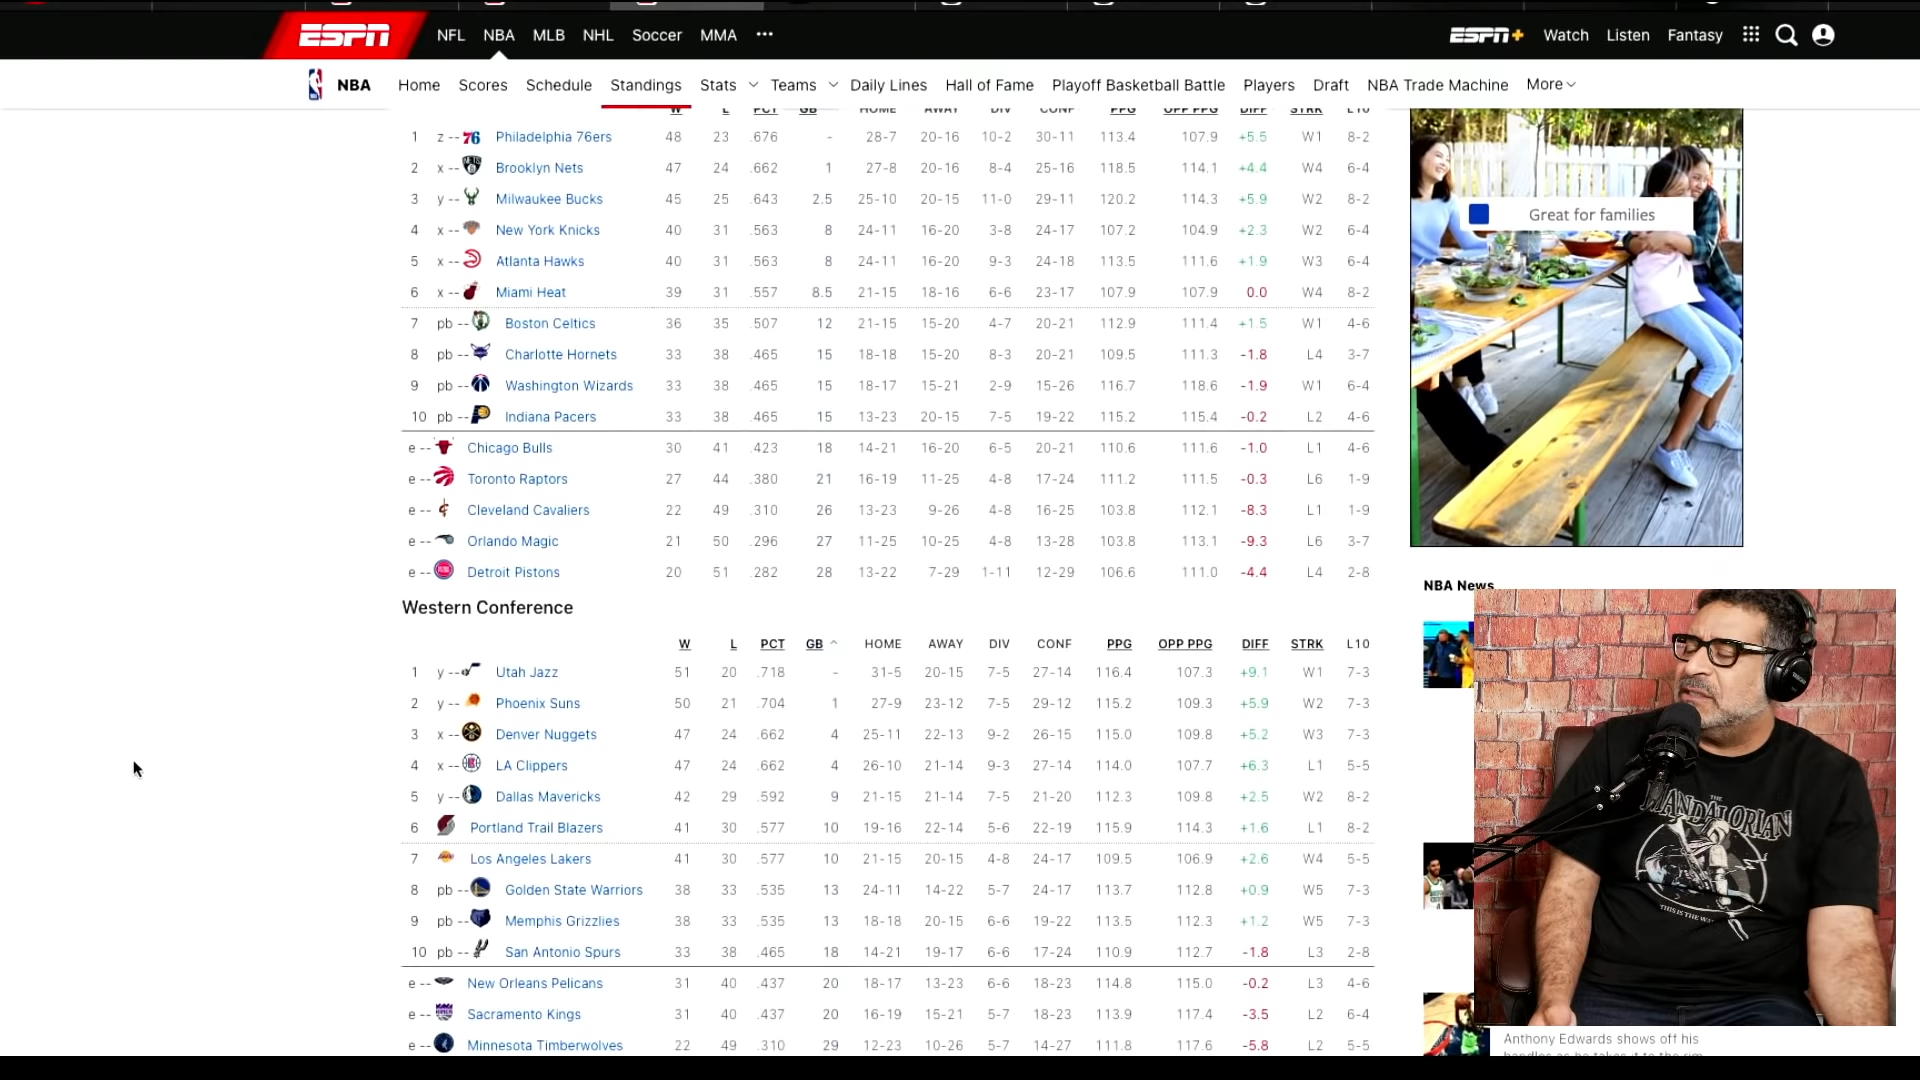 ESPN NFL NBA MLB NHL Soccer MMA ••• ESPN+ Watch Listen Fantasy
NBA Home Scores Schedule Standings Stats Teams Daily Lines Hall of Fame Playoff Basketball Betting Players Draft NBA Trade Machine More
W L PCT GB HOME AWAY DIV CONF PPG OPP PPG DIFF STRK L10
1 z -- 76 Philadelphia 76ers 48 23 .676 - 28-7 20-16 10-2 30-11 113.4 107.9 +5.5 W1 8-2
2 x -- NETS Brooklyn Nets 47 24 .662 1 27-8 20-16 8-4 25-16 118.5 114.1 +4.4 W4 6-4
3 y -- Milwaukee Bucks 45 25 .643 2.5 25-10 20-15 11-0 29-11 120.2 114.3 +5.9 W2 8-2
4 x -- New York Knicks 40 31 .563 8 24-11 16-20 3-8 24-17 107.2 104.9 +2.3 W2 6-4
5 x -- Atlanta Hawks 40 31 .563 8 24-11 16-20 9-3 24-18 113.5 111.6 +1.9 W3 6-4
6 x -- Miami Heat 39 31 .557 8.5 21-15 18-16 6-6 23-17 107.9 107.9 0.0 W4 8-2
7 pb -- Boston Celtics 36 35 .507 12 21-15 15-20 4-7 20-21 112.9 111.4 +1.5 W1 4-6
8 pb -- Charlotte Hornets 33 38 .465 15 18-18 15-20 8-3 20-21 109.5 111.3 -1.8 L4 3-7
9 pb -- Washington Wizards 33 38 .465 15 18-17 15-21 2-9 15-26 116.7 118.6 -1.9 W1 6-4
10 pb -- Indiana Pacers 33 38 .465 15 13-23 20-15 7-5 19-22 115.2 115.4 -0.2 L2 4-6
e -- Chicago Bulls 30 41 .423 18 14-21 16-20 6-5 20-21 110.6 111.6 -1.0 L1 4-6
e -- Toronto Raptors 27 44 .380 21 16-19 11-25 4-8 17-24 111.2 111.5 -0.3 L6 1-9
e -- Cleveland Cavaliers 22 49 .310 26 13-23 9-26 4-8 16-25 103.8 112.1 -8.3 L1 1-9
e -- Orlando Magic 21 50 .296 27 11-25 10-25 4-8 13-28 103.8 113.1 -9.3 L6 3-7
e -- Detroit Pistons 20 51 .282 28 13-22 7-29 1-11 12-29 106.6 111.0 -4.4 L4 2-8
Western Conference
W L PCT GB HOME AWAY DIV CONF PPG OPP PPG DIFF STRK L10
1 y -- Utah Jazz 51 20 .718 - 31-5 20-15 7-5 27-14 116.4 107.3 +9.1 W1 7-3
2 y -- Phoenix Suns 50 21 .704 1 27-9 23-12 7-5 29-12 115.2 109.3 +5.9 W2 7-3
3 x -- Denver Nuggets 47 24 .662 4 25-11 22-13 9-2 26-15 115.0 109.8 +5.2 W3 7-3
4 x -- LA Clippers 47 24 .662 4 26-10 21-14 9-3 27-14 114.0 107.7 +6.3 L1 5-5
5 y -- Dallas Mavericks 42 29 .592 9 21-15 21-14 7-5 21-20 112.3 109.8 +2.5 W2 8-2
6 Portland Trail Blazers 41 30 .577 10 19-16 22-14 5-6 22-19 115.9 114.3 +1.6 L1 8-2
7 Los Angeles Lakers 41 30 .577 10 21-15 20-15 4-8 24-17 109.5 106.9 +2.6 W4 5-5
8 pb -- Golden State Warriors 38 33 .535 13 24-11 14-22 5-7 24-17 113.7 112.8 +0.9 W5 7-3
9 pb -- Memphis Grizzlies 38 33 .535 13 18-18 20-15 6-6 19-22 113.5 112.3 +1.2 W5 7-3
10 pb -- San Antonio Spurs 33 38 .465 18 14-21 19-17 6-6 17-24 110.9 112.7 -1.8 L3 2-8
e -- New Orleans Pelicans 31 40 .437 20 18-17 13-23 6-6 18-23 114.8 115.0 -0.2 L3 4-6
e -- Sacramento Kings 31 40 .437 20 16-19 15-21 5-7 18-23 113.9 117.4 -3.5 L2 6-4
e -- Minnesota Timberwolves 22 49 .310 29 12-23 10-26 5-7 14-27 111.8 117.6 -5.8 L2 5-5
Great for families
NBA News
THE
MANDALORIAN
THIS IS THE
Anthony Edwards shows off his
handles as he takes it to the rim